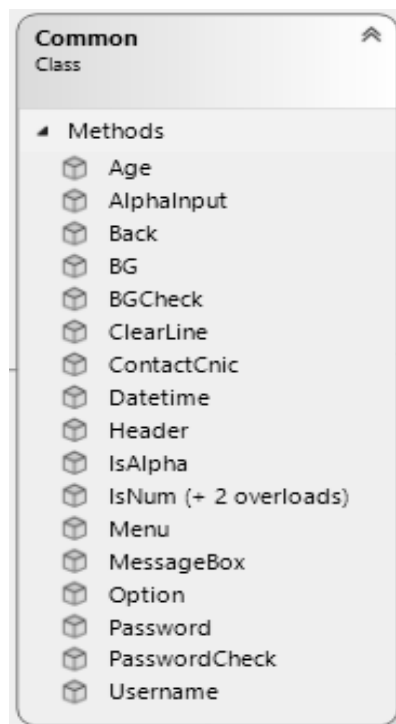 Common
Class
Methods
Age
AlphaInput
Back
BG
BGCheck
ClearLine
ContactCnic
Datetime
Header
IsAlpha
IsNum (+ 2 overloads)
Menu
MessageBox
Option
Password
PasswordCheck
Username